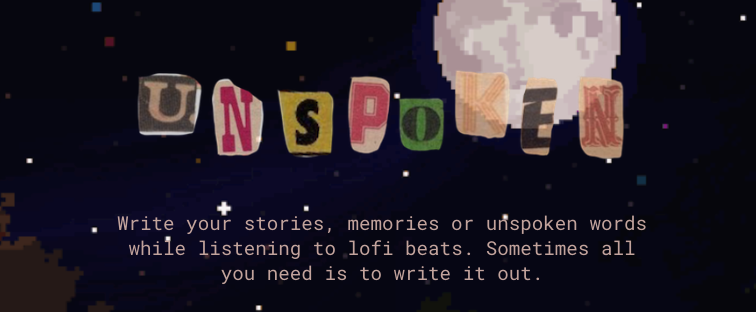 UNSPOKEN
Write your stories, memories or unspoken words
while listening to lofi beats. Sometimes all
you need is to write it out.